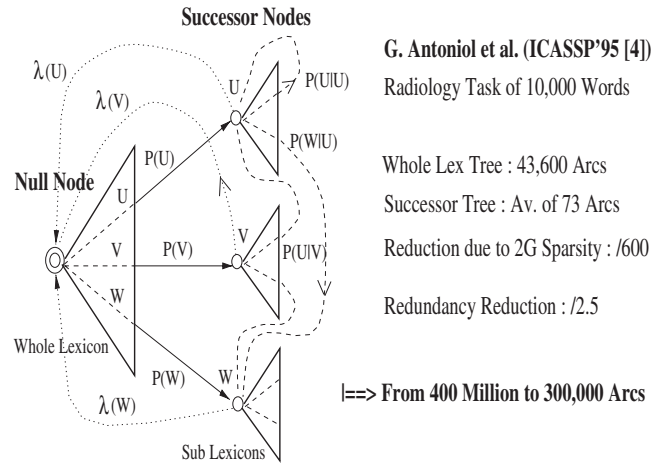 Successor Nodes
λ(U)
λ(V)
U
P(U|U)
P(W|U)
P(U)
Null Node
U
V
P(V)
V
P(U|V)
W
Whole Lexicon
P(W)
W
λ(W)
Sub Lexicons
G. Antoniol et al. (ICASSP'95 [4])
Radiology Task of 10,000 Words
Whole Lex Tree : 43,600 Arcs
Successor Tree : Av. of 73 Arcs
Reduction due to 2G Sparsity : /600
Redundancy Reduction : /2.5
|==> From 400 Million to 300,000 Arcs